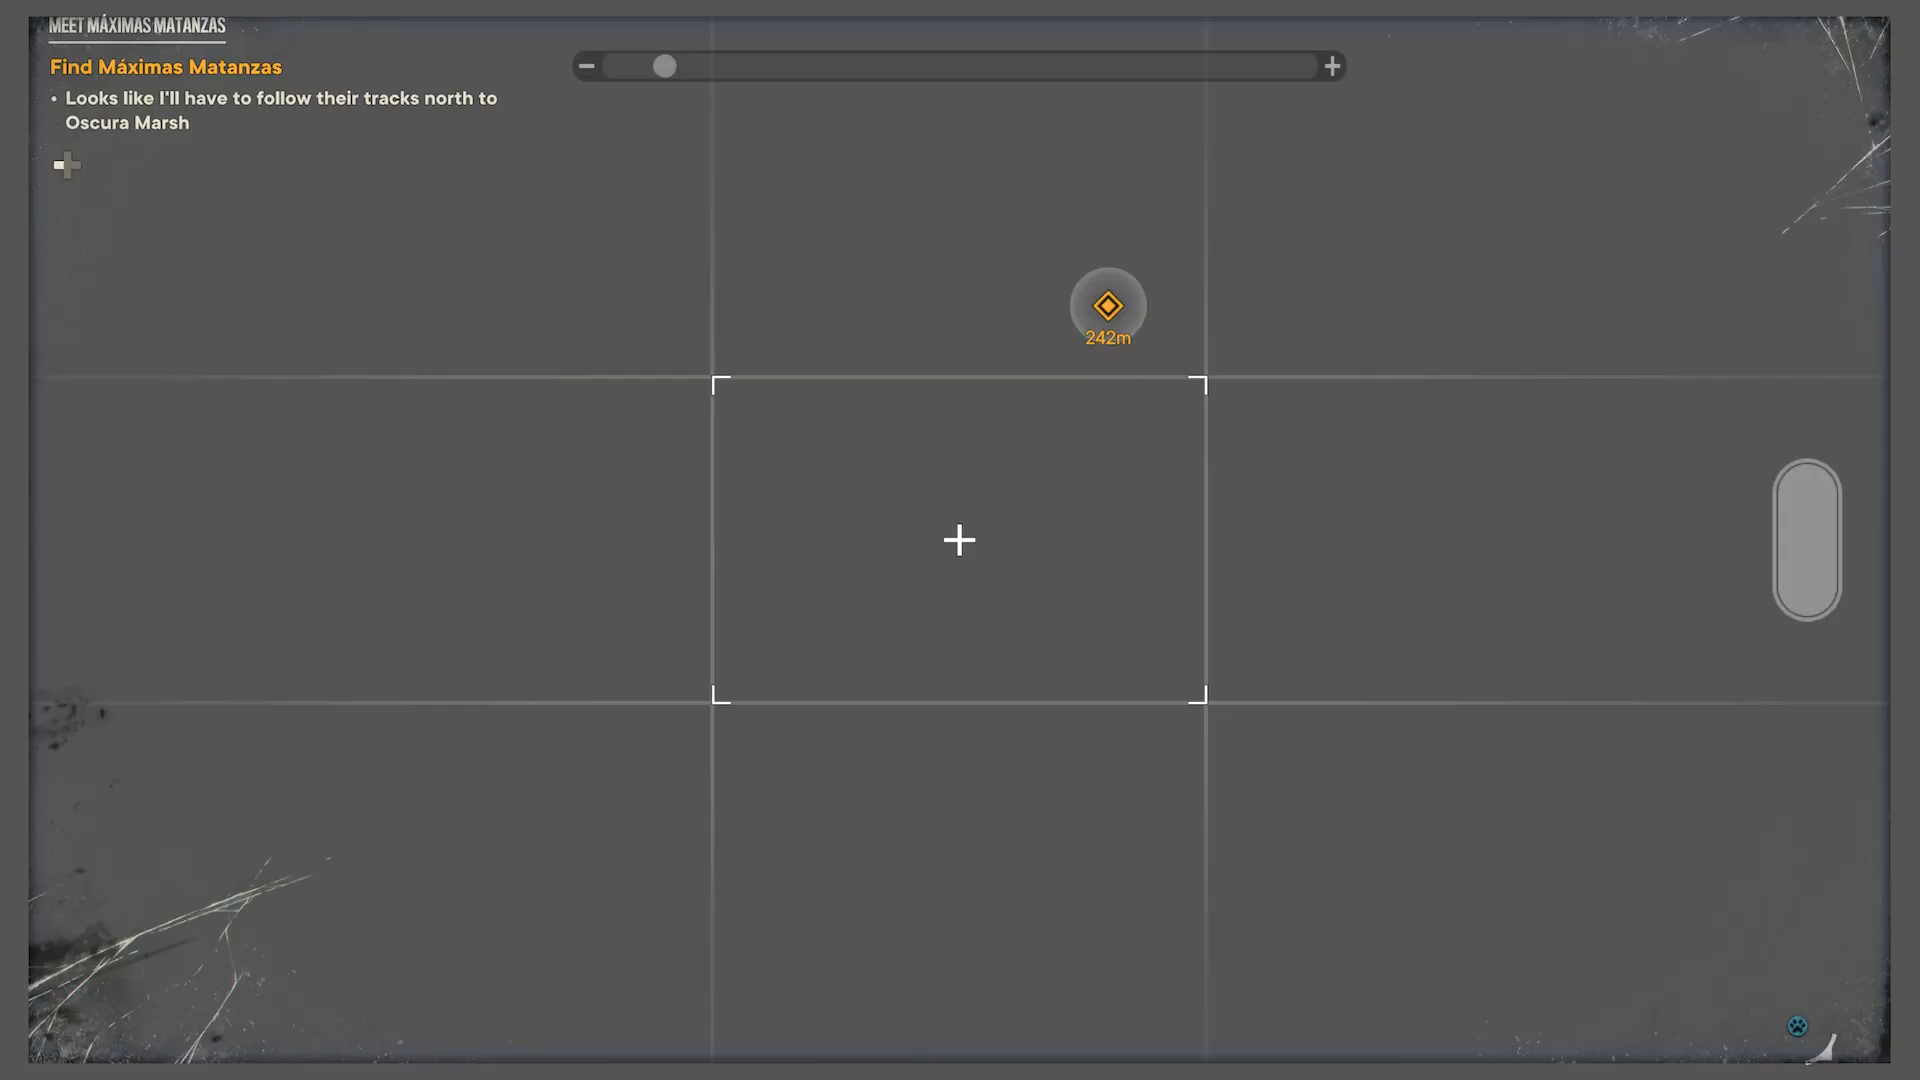 MEET MÁXIMAS MATANZAS
Find Máximas Matanzas
• Looks like I'll have to follow their tracks north to
Oscura Marsh
242m